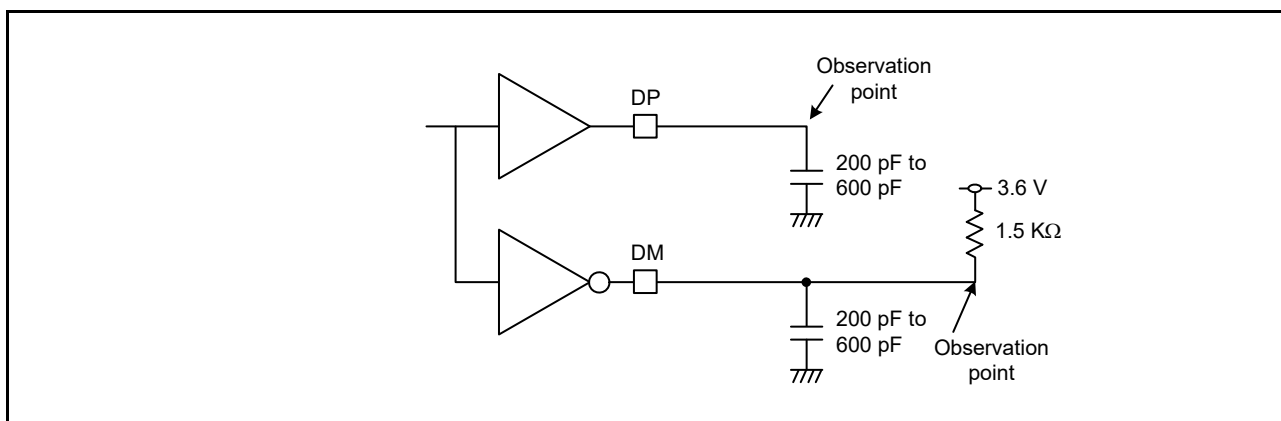 Observation
point
DP
200 pF to
600 pF
3.6 V
1.5 KΩ
DM
200 pF to
600 pF
Observation
point